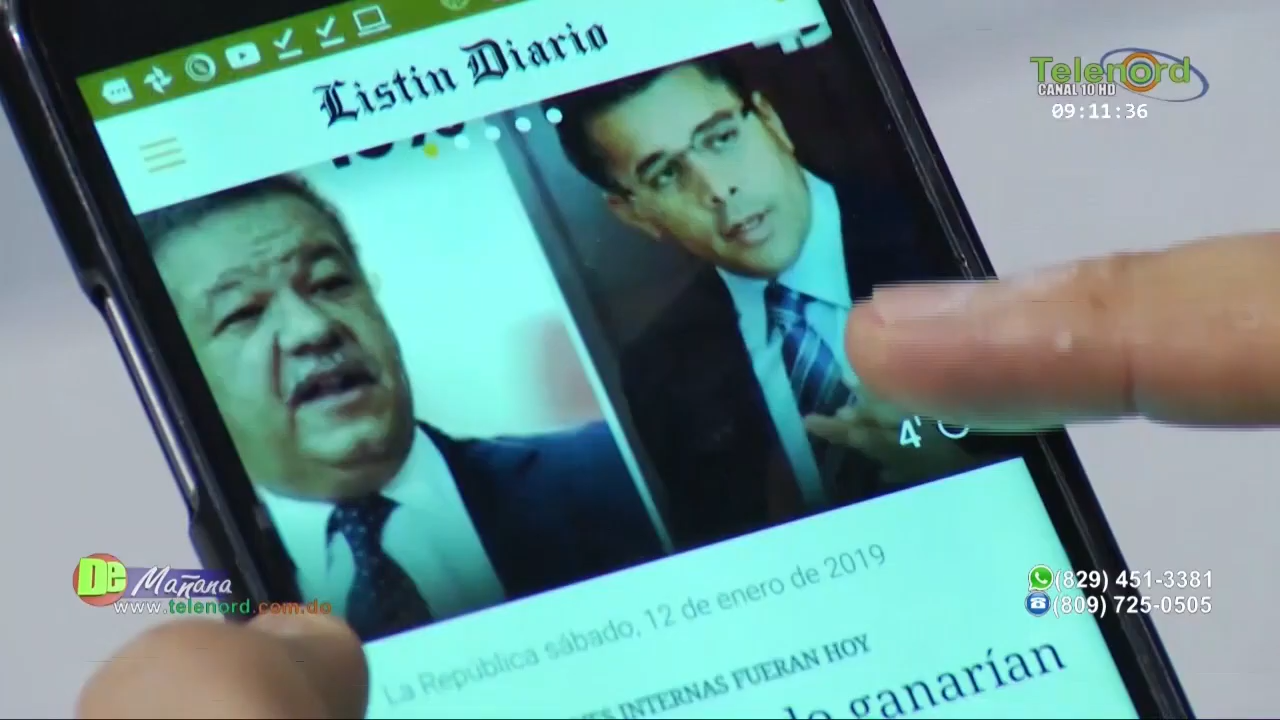 Listin Diario
Telenord
CANAL 10 HD
09:11:36
4'
La República sábado, 12 de enero de 2019
INTERNAS FUERAN HOY
ganarían
De Mañana
www.telenord.com.do
(829) 451-3381
(809) 725-0505